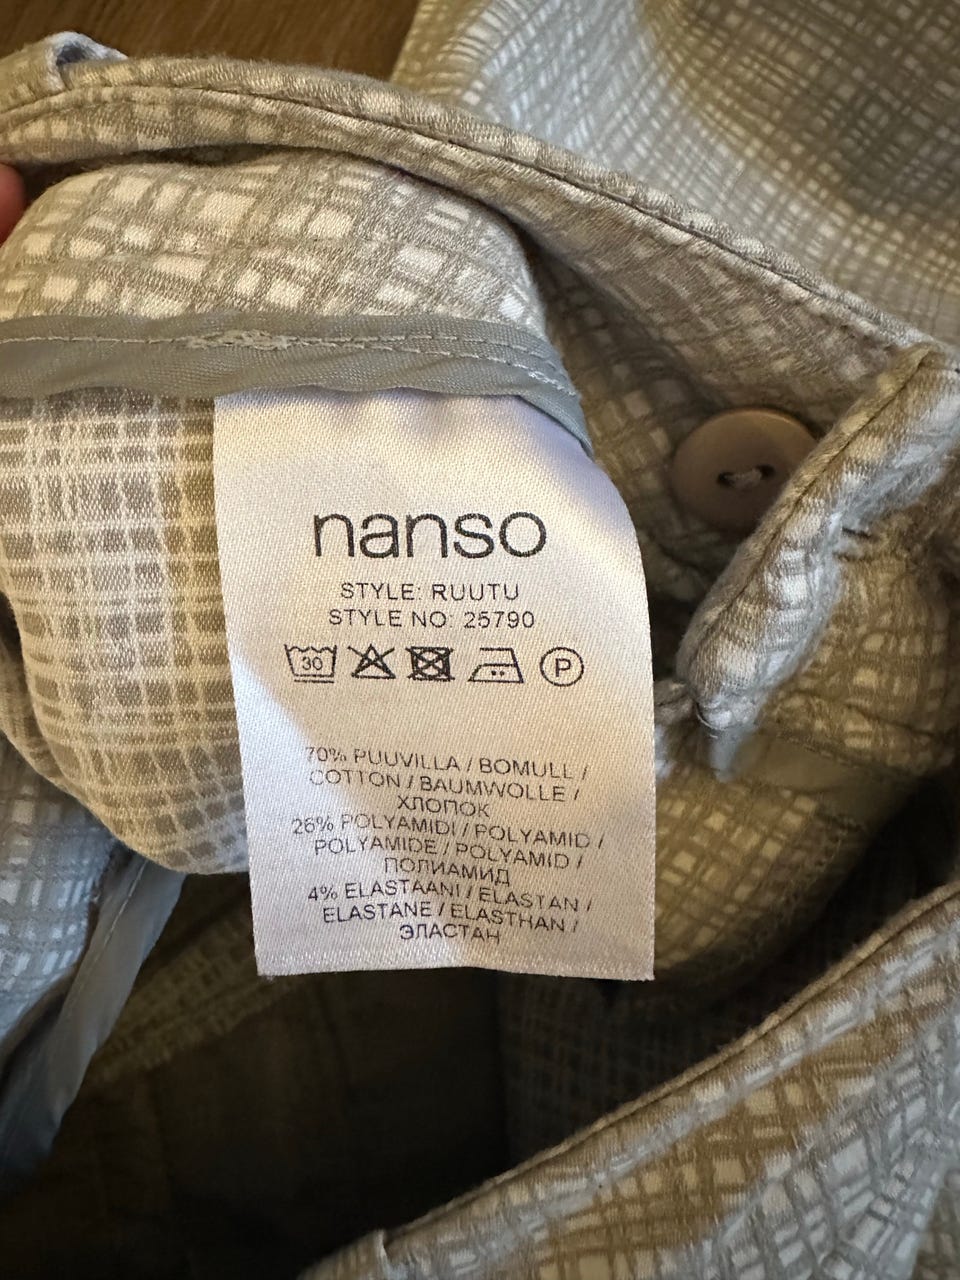 nanso
STYLE: RUUTU
STYLE NO: 25790
30 P
70% PUUVILLA / BOMULL /
COTTON / BAUMWOLLE /
ХЛОПОК
26% POLYAMIDI / POLYAMID /
POLYAMIDE / POLYAMID /
ПОЛИАМИД
4% ELASTAANI / ELASTAN /
ELASTANE / ELASTHAN /
ЭЛАСТАН